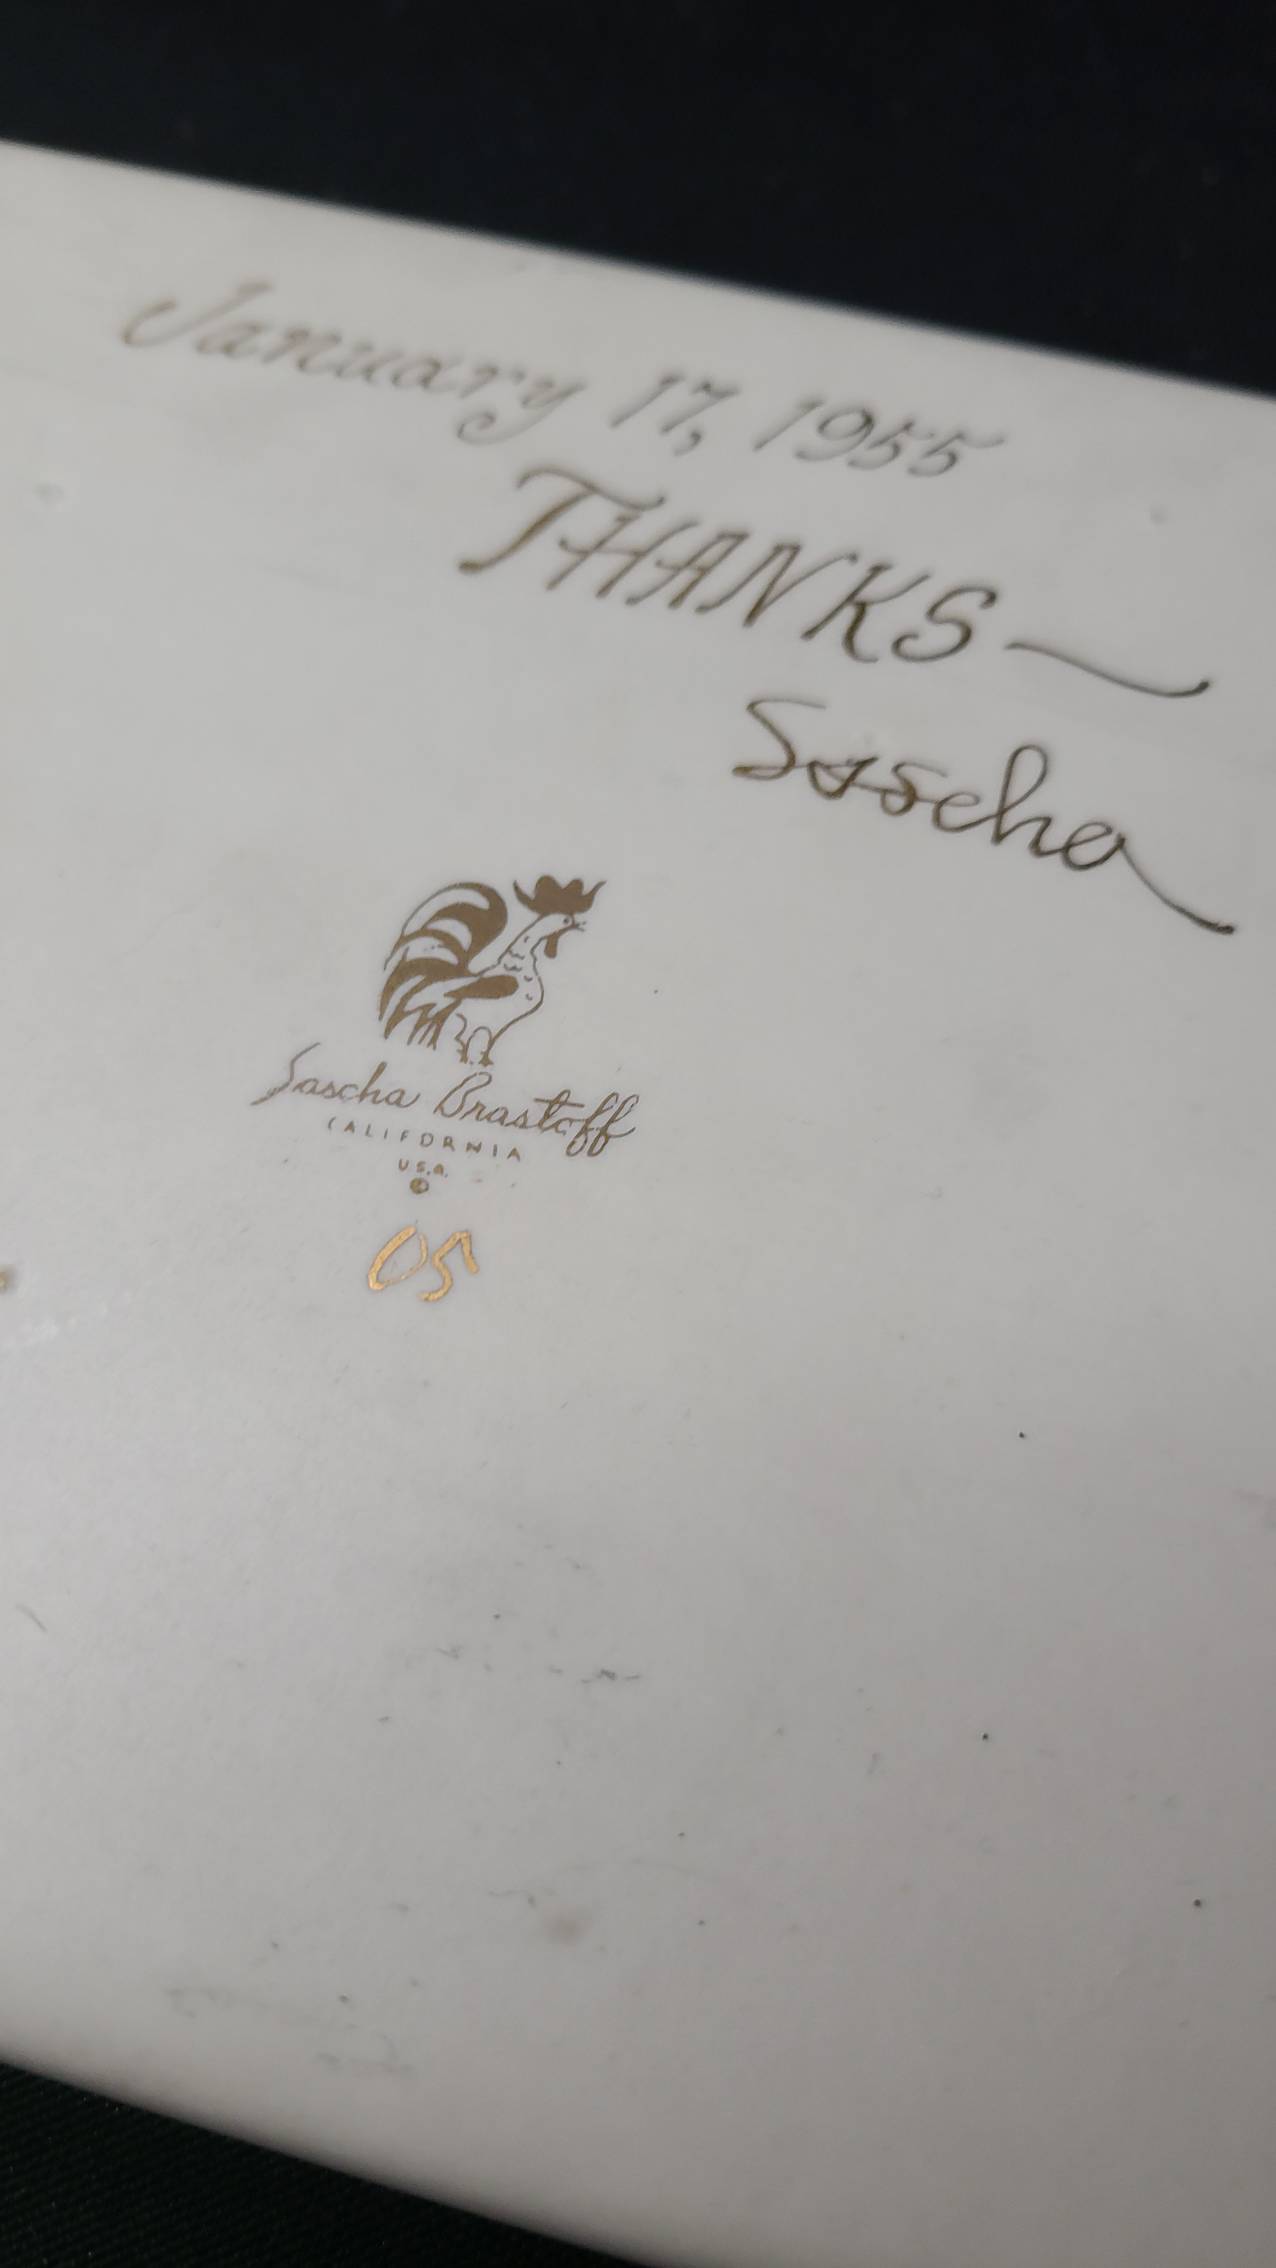 January 17, 1955
THANKS —
Sascha
Sascha Brastoff
CALIFORNIA
U.S.A.
©
05